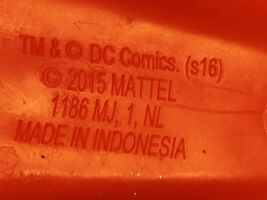 TM & © DC Comics. (s16)
© 2015 MATTEL
1186 MJ, 1, NL
MADE IN INDONESIA